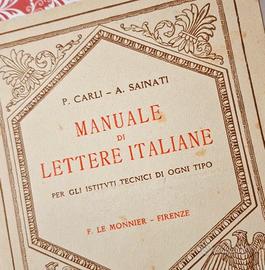 P. CARLI - A. SAINATI
MANUALE
DI
LETTERE ITALIANE
PER GLI ISTITVTI TECNICI DI OGNI TIPO
F. LE MONNIER - FIRENZE